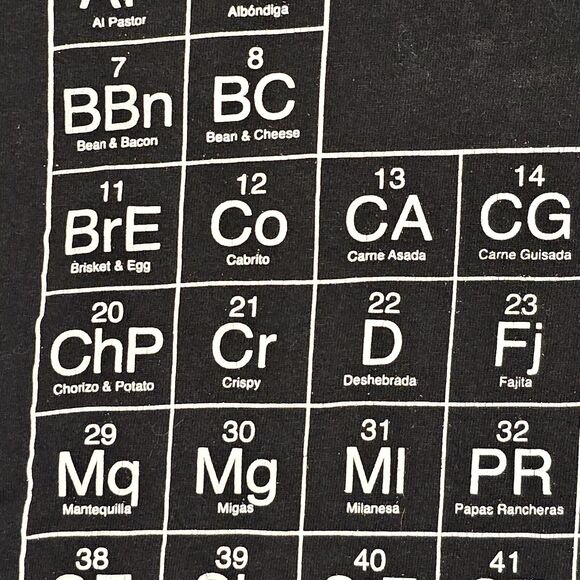 Al Pastor
Albóndiga
7
8
BBn
BC
Bean & Bacon
Bean & Cheese
11
12
13
14
BrE
Co
CA
CG
Brisket & Egg
Cabrito
Carne Asada
Carne Guisada
20
21
22
23
ChP
Cr
D
Fj
Chorizo & Potato
Crispy
Deshebrada
Fajita
29
30
31
32
Mq
Mg
Ml
PR
Mantequilla
Migas
Milanesa
Papas Rancheras
38
39
40
41